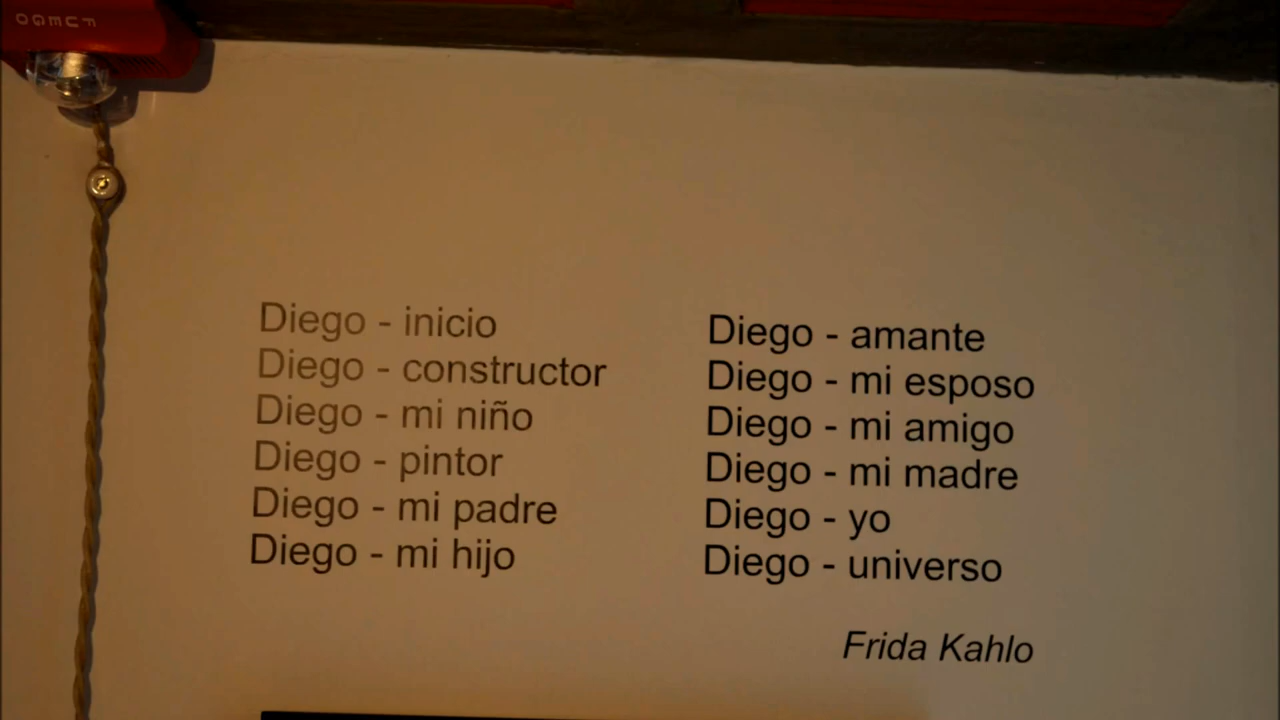 FUEGO
Diego - inicio
Diego - constructor
Diego - mi niño
Diego - pintor
Diego - mi padre
Diego - mi hijo
Diego - amante
Diego - mi esposo
Diego - mi amigo
Diego - mi madre
Diego - yo
Diego - universo
Frida Kahlo